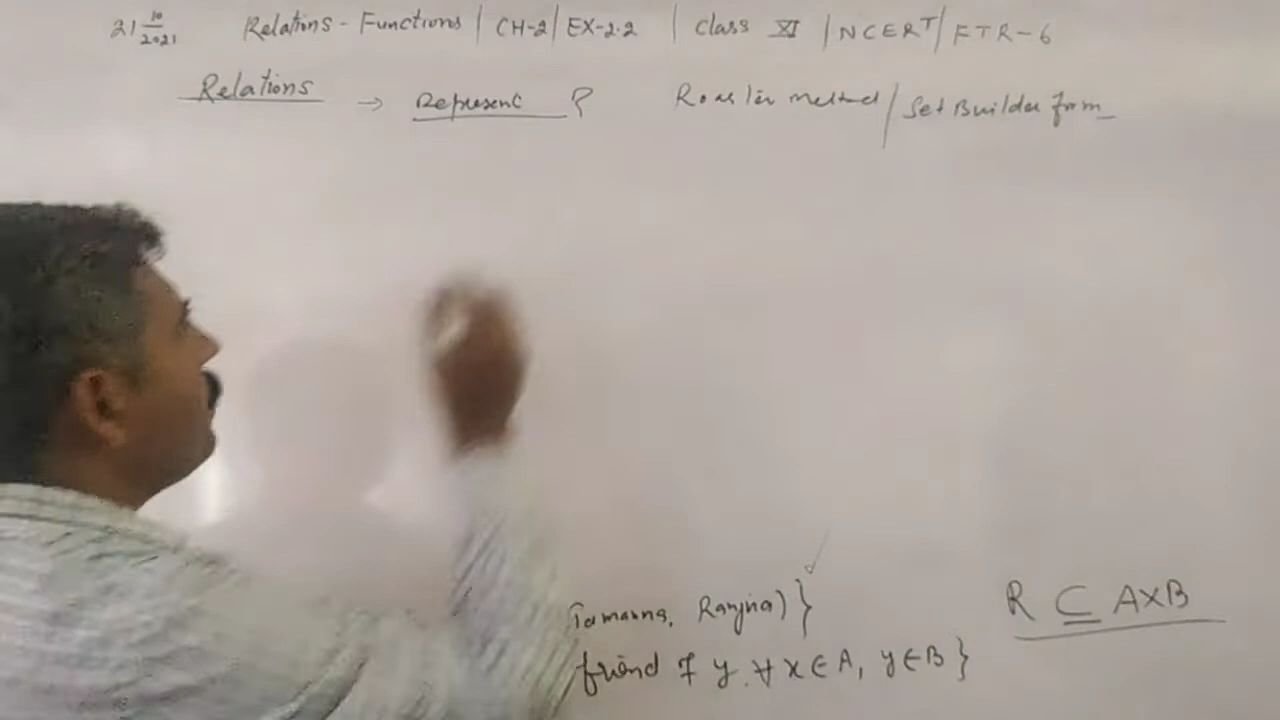 21 10/2021 Relations - Functions | CH-2 | EX-2.2 | Class XI | NCERT | FTR-6
Relations → Represent ? Roaster method / Set Builder form
Tamanna, Ranjna) } ✓
friend of y ∀ x ∈ A, y ∈ B }
R ⊆ A×B